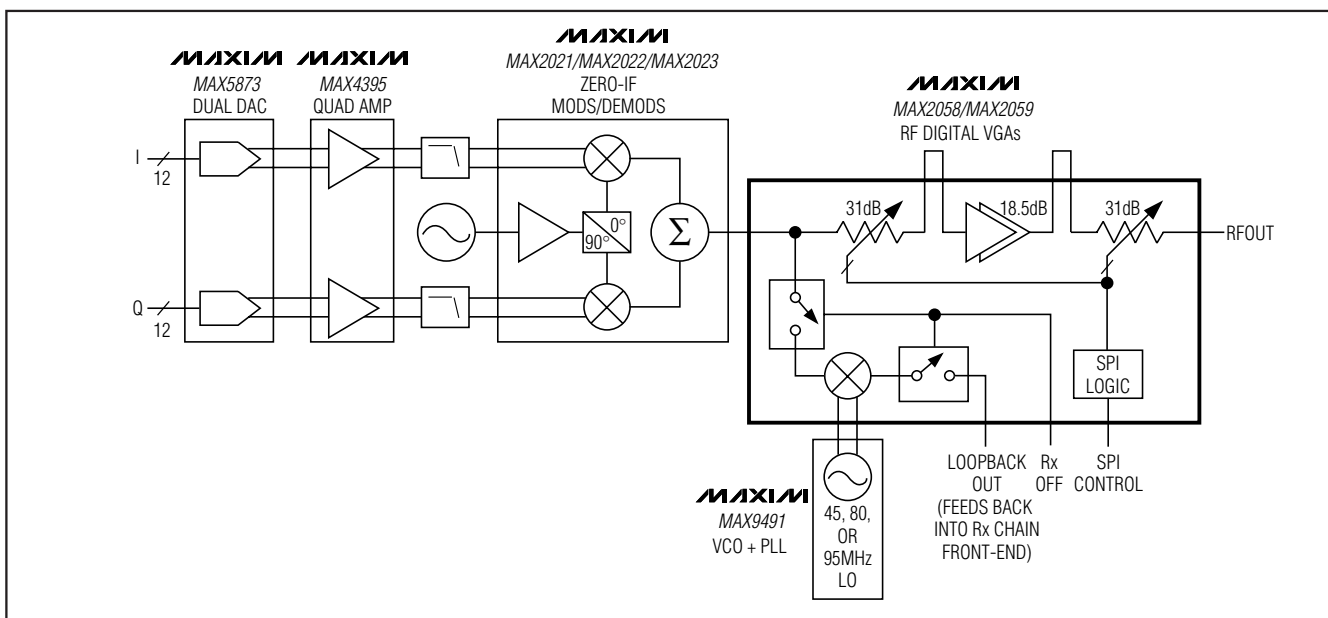 MAXIM
MAX5873
DUAL DAC
MAXIM
MAX4395
QUAD AMP
MAXIM
MAX2021/MAX2022/MAX2023
ZERO-IF
MODS/DEMODS
MAXIM
MAX2058/MAX2059
RF DIGITAL VGAs
I
12
Q
12
90°
0°
Σ
31dB
18.5dB
31dB
RFOUT
SPI
LOGIC
LOOPBACK
OUT
(FEEDS BACK
INTO Rx CHAIN
FRONT-END)
Rx
OFF
SPI
CONTROL
MAXIM
MAX9491
VCO + PLL
45, 80,
OR
95MHz
LO